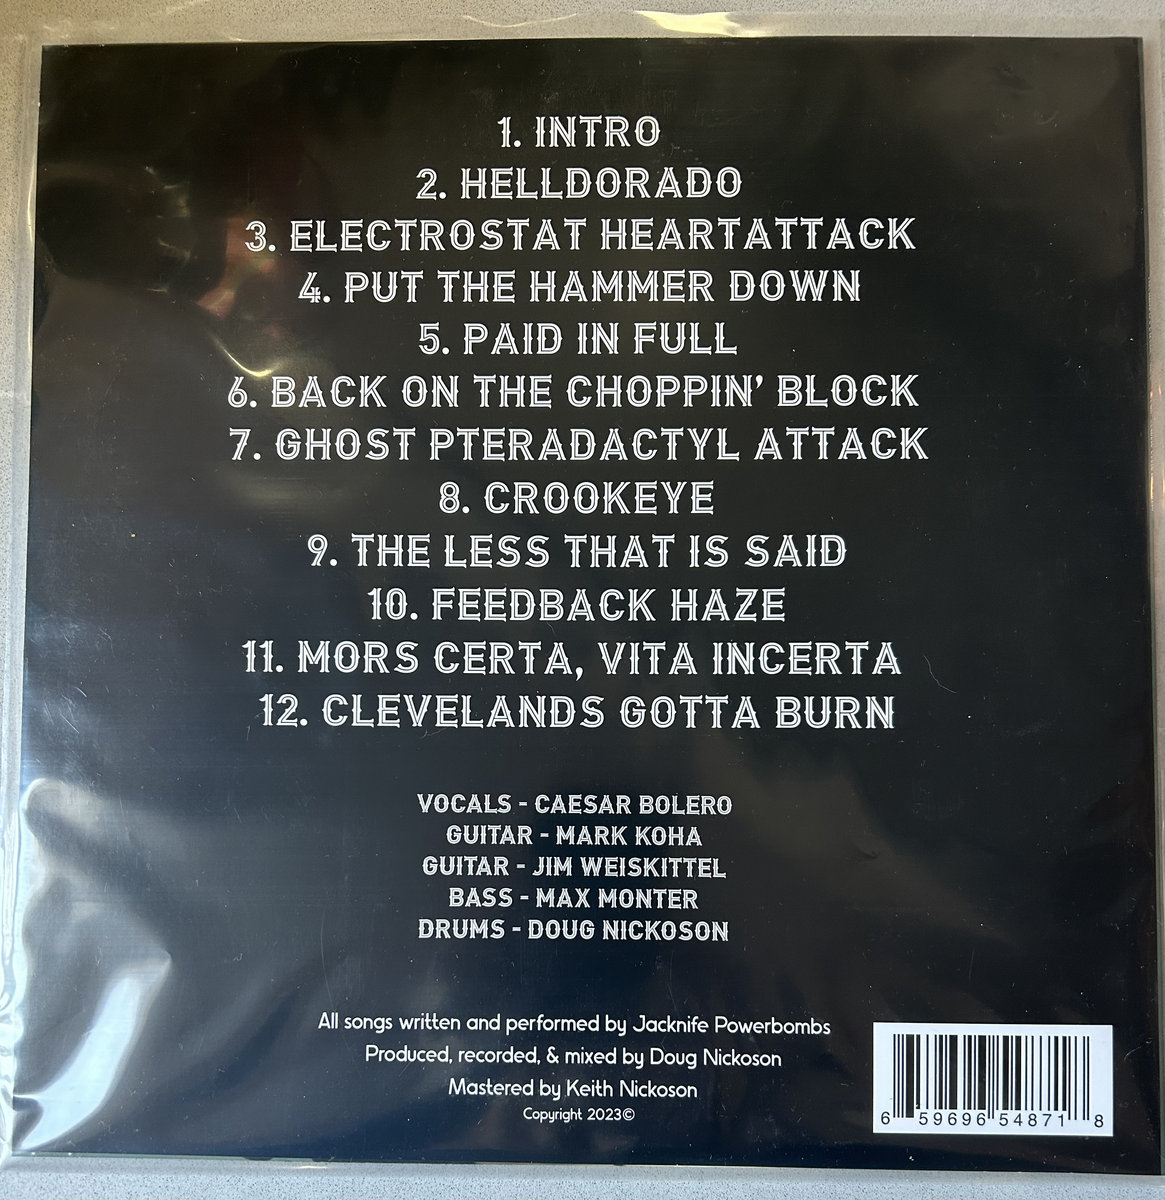 1. INTRO
2. HELLDORADO
3. ELECTROSTAT HEARTATTACK
4. PUT THE HAMMER DOWN
5. PAID IN FULL
6. BACK ON THE CHOPPIN' BLOCK
7. GHOST PTERADACTYL ATTACK
8. CROOKEYE
9. THE LESS THAT IS SAID
10. FEEDBACK HAZE
11. MORS CERTA, VITA INCERTA
12. CLEVELANDS GOTTA BURN
VOCALS - CAESAR BOLERO
GUITAR - MARK KOHA
GUITAR - JIM WEISKITTEL
BASS - MAX MONTER
DRUMS - DOUG NICKOSON
All songs written and performed by Jacknife Powerbombs
Produced, recorded, & mixed by Doug Nickoson
Mastered by Keith Nickoson
Copyright 2023©
6 59696 54871 8